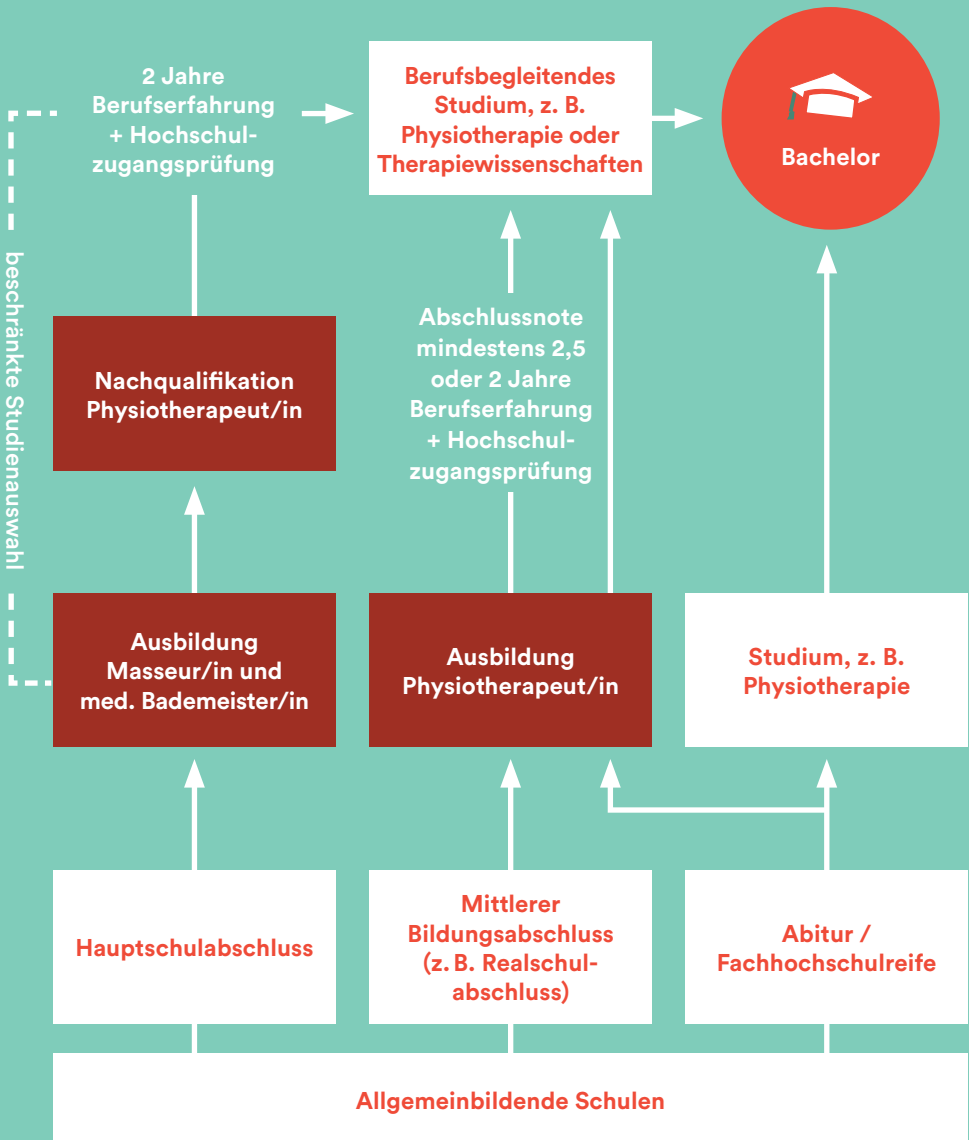 2 Jahre
Berufserfahrung
+ Hochschul-
zugangsprüfung
Berufsbegleitendes
Studium, z. B.
Physiotherapie oder
Therapiewissenschaften
Bachelor
beschränkte Studienauswahl
Nachqualifikation
Physiotherapeut/in
Abschlussnote
mindestens 2,5
oder 2 Jahre
Berufserfahrung
+ Hochschul-
zugangsprüfung
Ausbildung
Masseur/in und
med. Bademeister/in
Ausbildung
Physiotherapeut/in
Studium, z. B.
Physiotherapie
Hauptschulabschluss
Mittlerer
Bildungsabschluss
(z. B. Realschul-
abschluss)
Abitur /
Fachhochschulreife
Allgemeinbildende Schulen